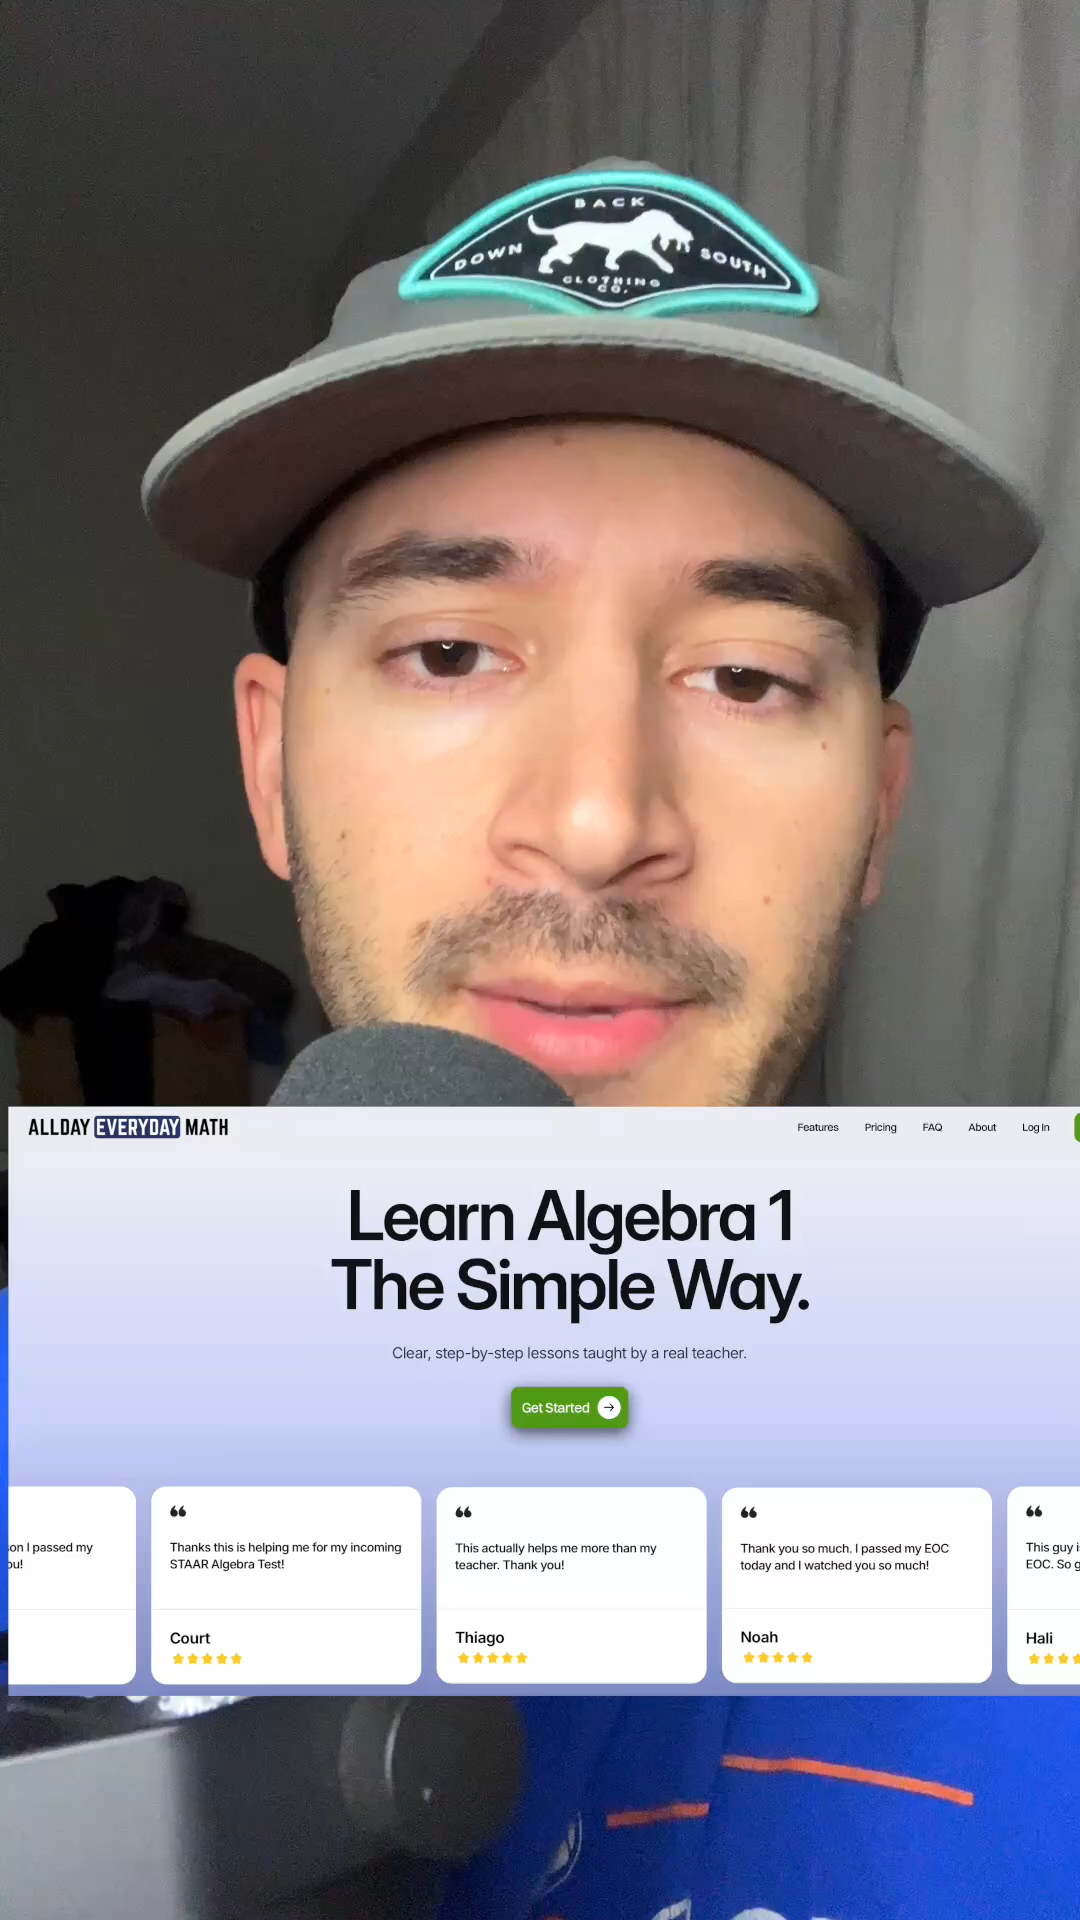 BACK
DOWN SOUTH
CLOTHING
CO.
ALLDAY EVERYDAY MATH
Features Pricing FAQ About Log In
Learn Algebra 1
The Simple Way.
Clear, step-by-step lessons taught by a real teacher.
Get Started
on I passed my
ou!
Thanks this is helping me for my incoming
STAAR Algebra Test!
Court
This actually helps me more than my
teacher. Thank you!
Thiago
Thank you so much. I passed my EOC
today and I watched you so much!
Noah
This guy i
EOC. So g
Hali